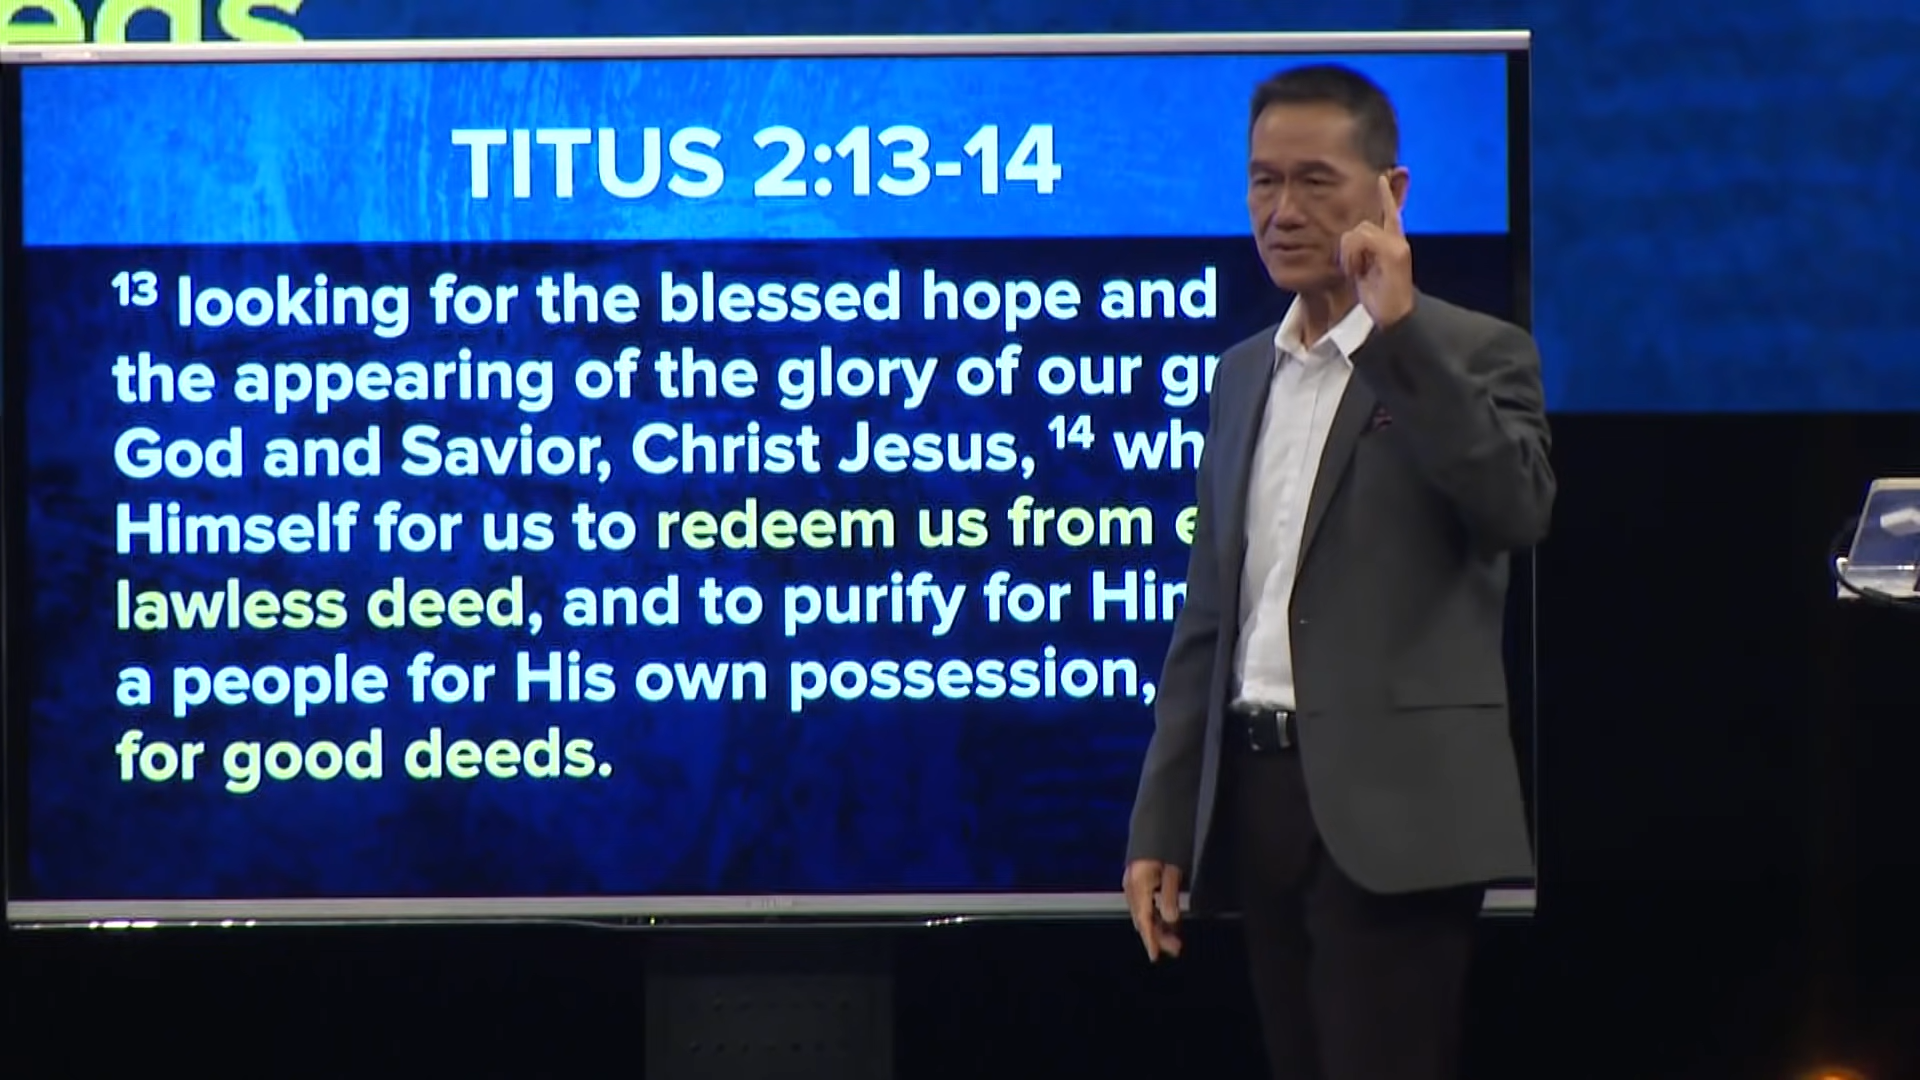 TITUS 2:13-14
13 looking for the blessed hope and
the appearing of the glory of our
God and Savior, Christ Jesus, 14
Himself for us to redeem us from
lawless deed, and to purify for
a people for His own possession,
for good deeds.